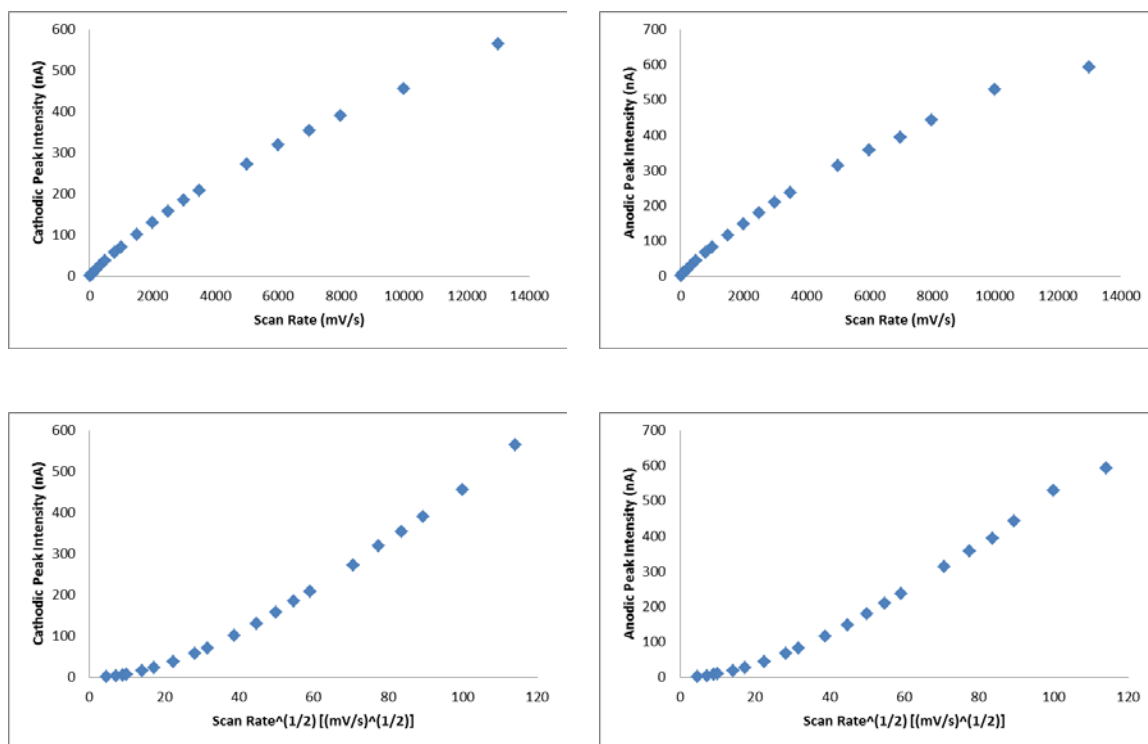 600
500
400
300
200
100
0
Cathodic Peak Intensity (nA)
0 2000 4000 6000 8000 10000 12000 14000
Scan Rate (mV/s)
700
600
500
400
300
200
100
0
Anodic Peak Intensity (nA)
0 2000 4000 6000 8000 10000 12000 14000
Scan Rate (mV/s)
600
500
400
300
200
100
0
Cathodic Peak Intensity (nA)
0 20 40 60 80 100 120
Scan Rate^(1/2) [(mV/s)^(1/2)]
700
600
500
400
300
200
100
0
Anodic Peak Intensity (nA)
0 20 40 60 80 100 120
Scan Rate^(1/2) [(mV/s)^(1/2)]